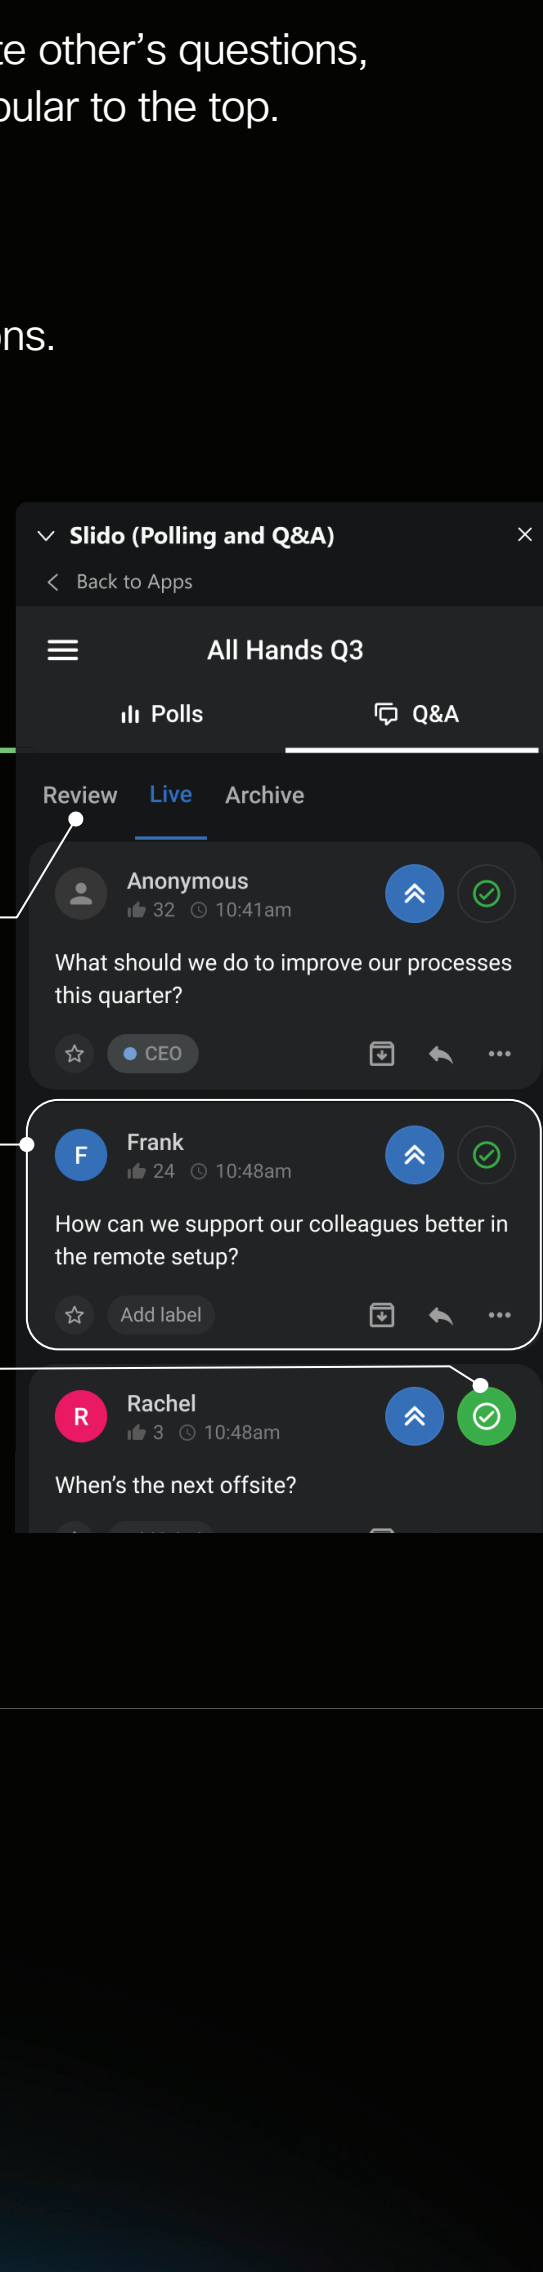 other's questions,
to the top.
Slido (Polling and Q&A)
Back to Apps
All Hands Q3
Polls
Q&A
Review Live Archive
Anonymous
32 10:41am
What should we do to improve our processes
this quarter?
CEO
F
Frank
24 10:48am
How can we support our colleagues better in
the remote setup?
Add label
R
Rachel
3 10:48am
When's the next offsite?